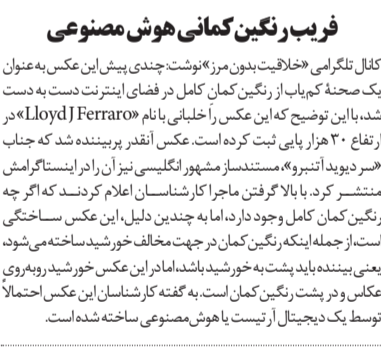 فریب رنگین‌کمانی هوش مصنوعی
کانال تلگرامی «خلاقیت بدون مرز» نوشت: چندی پیش این عکس به عنوان
یک صحنهٔ کم‌یاب از رنگین کمان کامل در فضای اینترنت دست به دست
شد، با این توضیح که این عکس را خلبانی با نام «Lloyd J Ferraro» در
ارتفاع ۳۰ هزار پایی ثبت کرده است. عکس آنقدر پربیننده شد که جناب
«سر دیوید آتنبرو»، مستندساز مشهور انگلیسی نیز آن را در اینستاگرامش
منتشر کرد. با بالا گرفتن ماجرا کارشناسان اعلام کردند که اگر چه
رنگین کمان کامل وجود دارد، اما به چندین دلیل، این عکس ساختگی
است، از جمله اینکه رنگین کمان در جهت مخالف خورشید ساخته می‌شود،
یعنی بیننده باید پشت به خورشید باشد، اما در این عکس خورشید روبه‌روی
عکاس و در پشت رنگین کمان است. به گفته کارشناسان این عکس احتمالاً
توسط یک دیجیتال آرتیست یا هوش مصنوعی ساخته شده است.